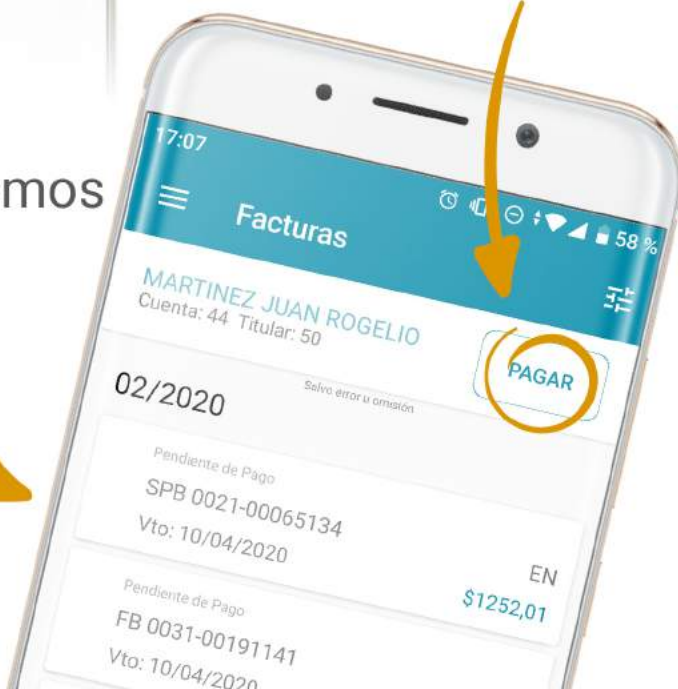 mos
17:07
58 %
Facturas
MARTINEZ JUAN ROGELIO
Cuenta: 44 Titular: 50
PAGAR
02/2020
Salvo error u omisión
Pendiente de Pago
SPB 0021-00065134
Vto: 10/04/2020
EN
$1252,01
Pendiente de Pago
FB 0031-00191141
Vto: 10/04/2020